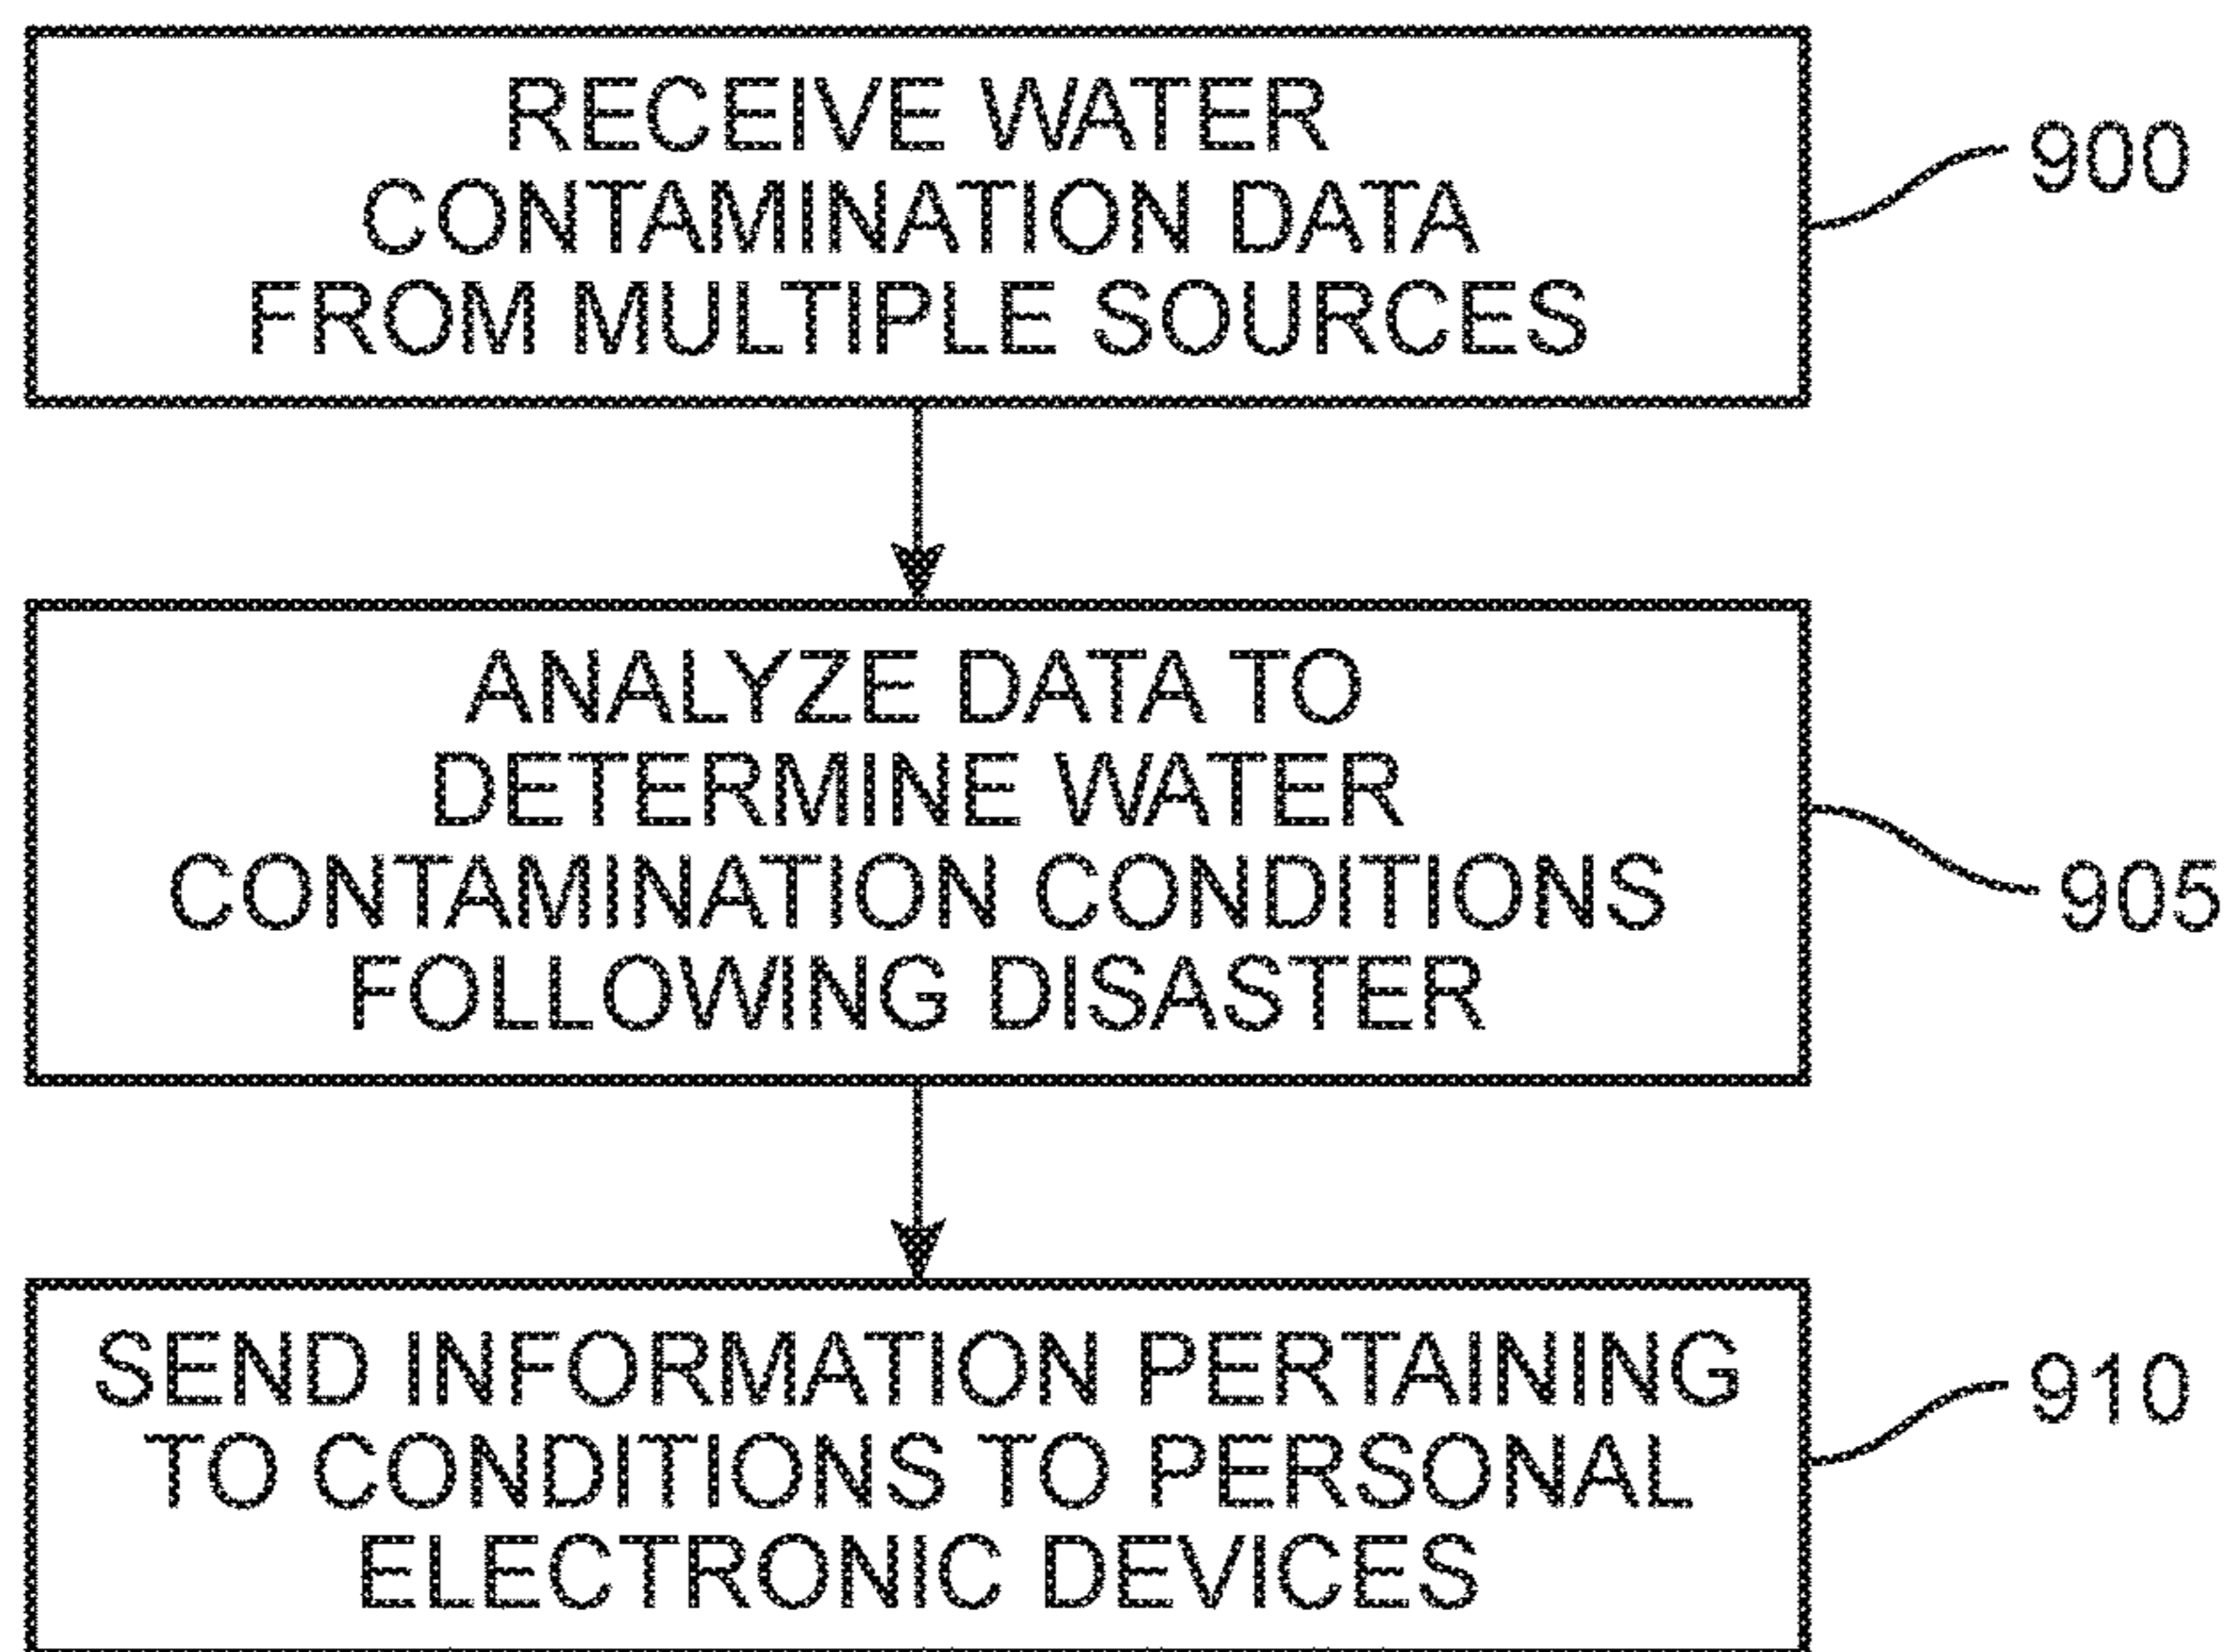 RECEIVE WATER
CONTAMINATION DATA
FROM MULTIPLE SOURCES
900
ANALYZE DATA TO
DETERMINE WATER
CONTAMINATION CONDITIONS
FOLLOWING DISASTER
905
SEND INFORMATION PERTAINING
TO CONDITIONS TO PERSONAL
ELECTRONIC DEVICES
910